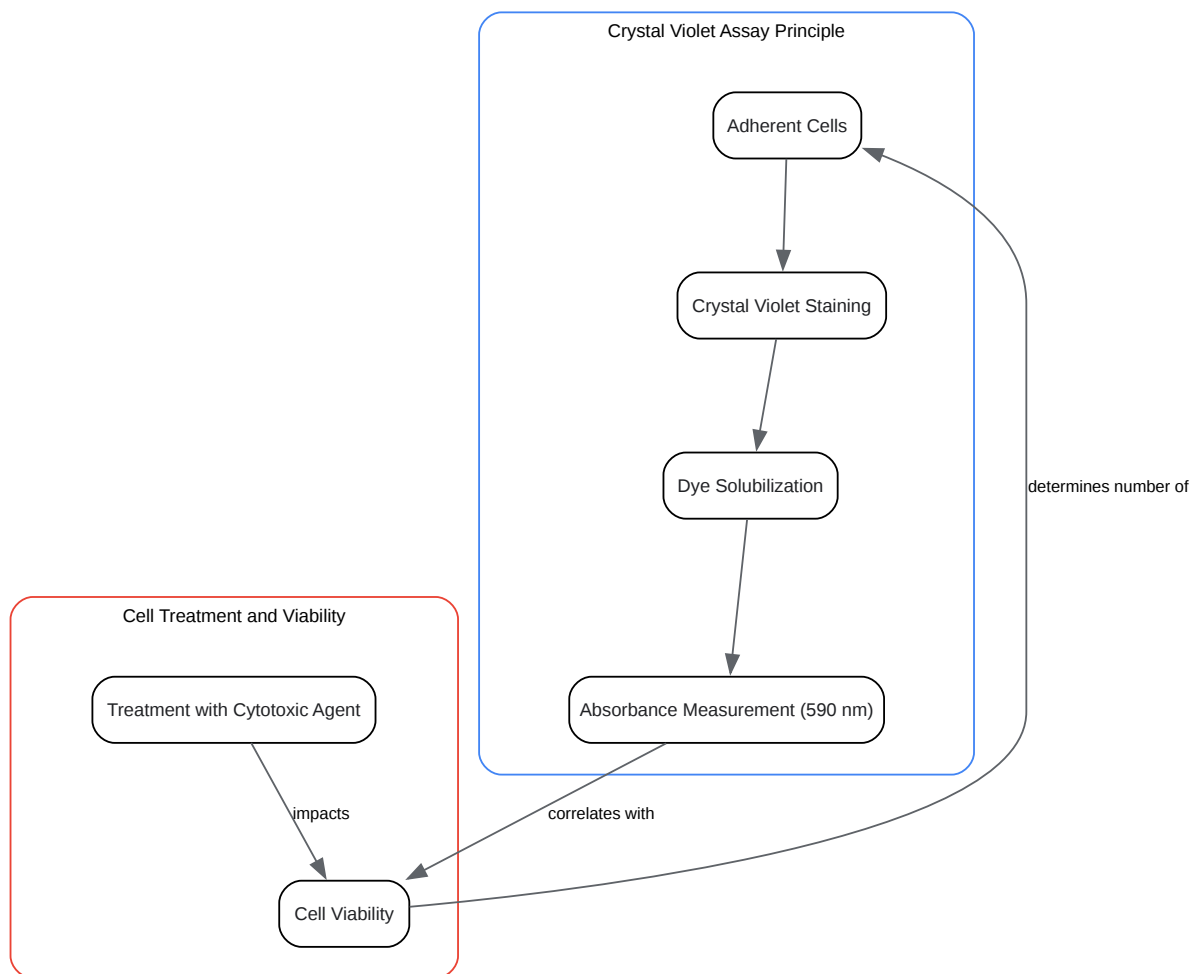 Crystal Violet Assay Principle
Adherent Cells
Crystal Violet Staining
determines number of
Dye Solubilization
Cell Treatment and Viability
Treatment with Cytotoxic Agent
Absorbance Measurement (590 nm)
impacts
correlates with
Cell Viability